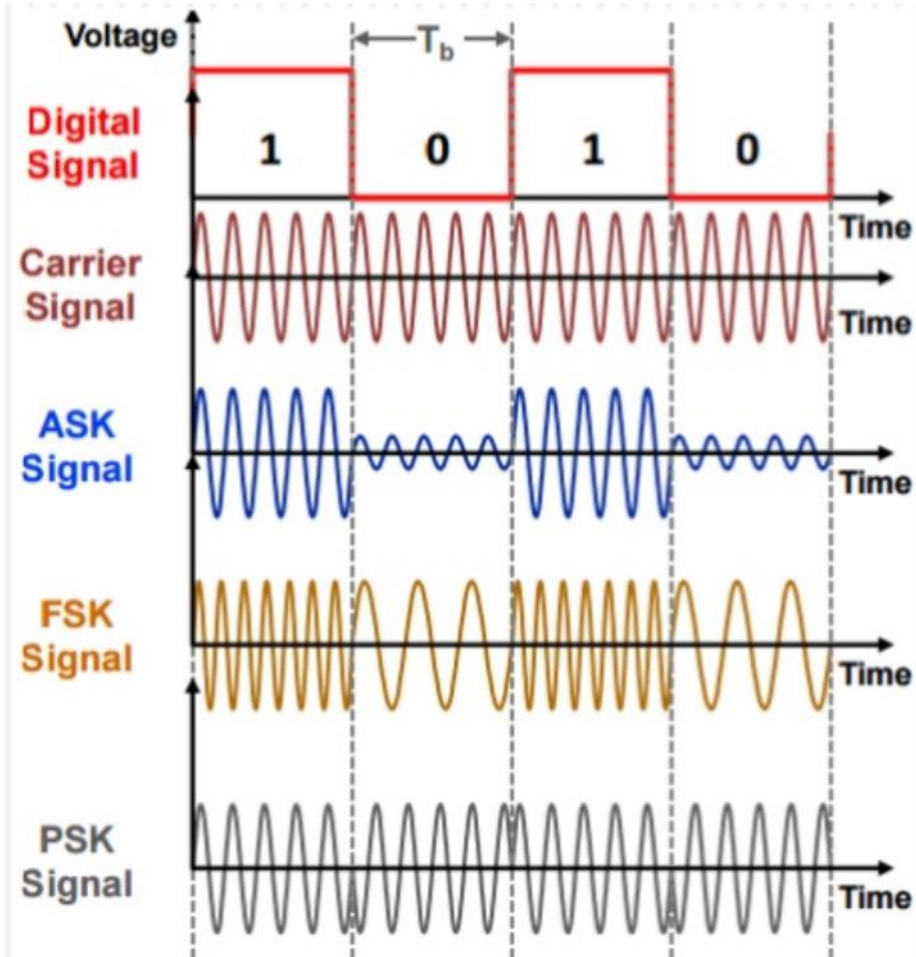 Voltage
T_b
Digital
Signal
1 0 1 0
Time
Carrier
Signal
Time
ASK
Signal
Time
FSK
Signal
Time
PSK
Signal
Time